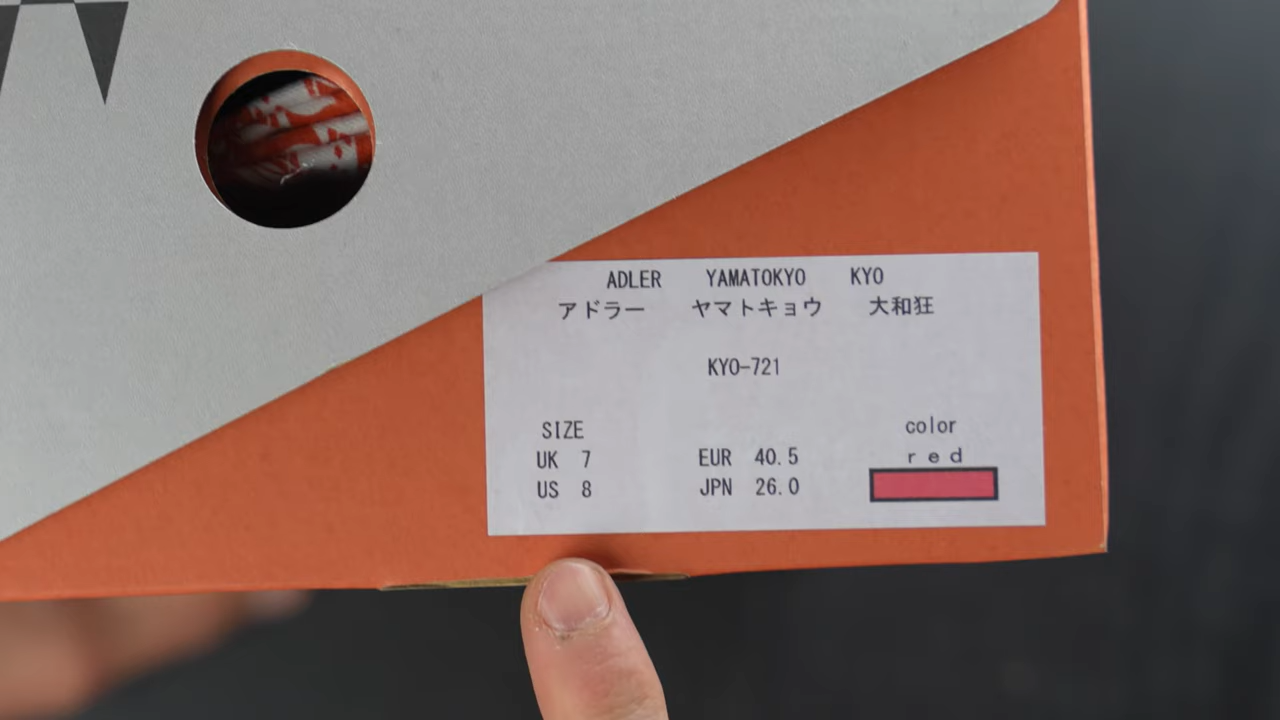 ADLER YAMATOKYO KYO
アドラー ヤマトキョウ 大和狂
KYO-721
SIZE
UK 7
US 8
EUR 40.5
JPN 26.0
color
red